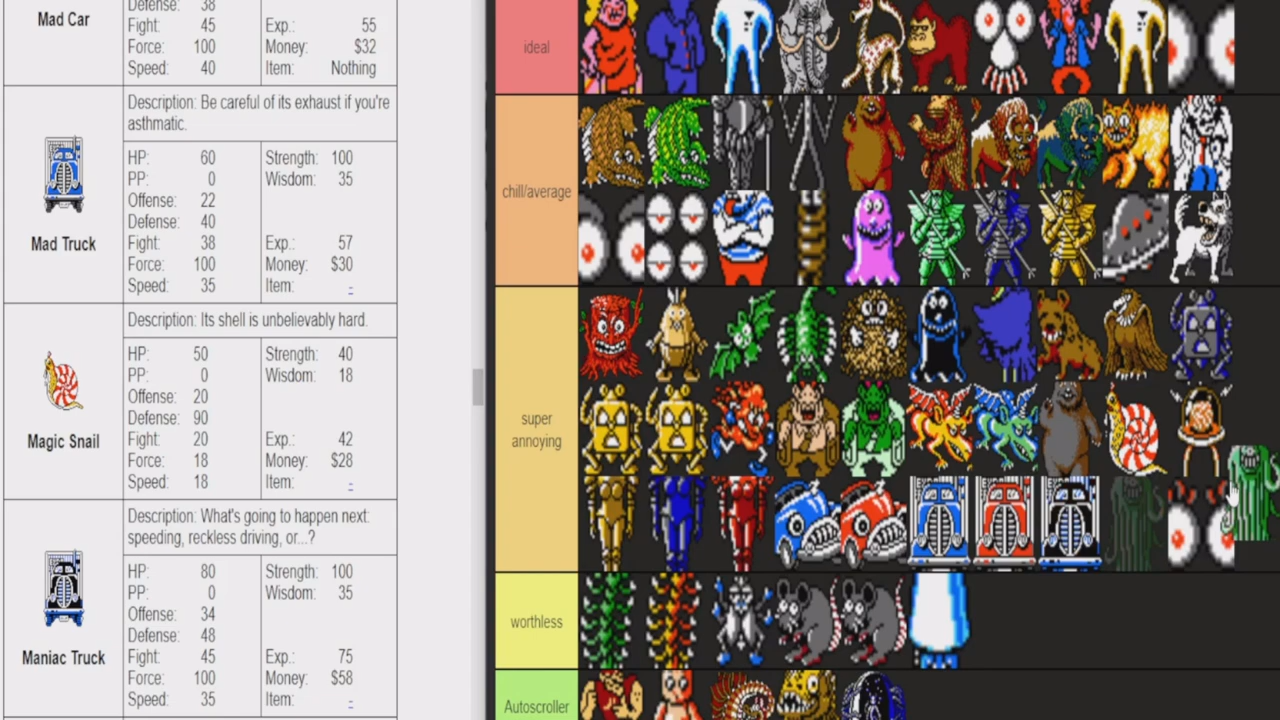 Mad Car
Defense: 38
Fight: 45
Force: 100
Speed: 40
Exp.: 55
Money: $32
Item: Nothing
Mad Truck
Description: Be careful of its exhaust if you're
asthmatic.
HP: 60
PP: 0
Offense: 22
Defense: 40
Fight: 38
Force: 100
Speed: 35
Strength: 100
Wisdom: 35
Exp.: 57
Money: $30
Item: -
Magic Snail
Description: Its shell is unbelievably hard.
HP: 50
PP: 0
Offense: 20
Defense: 90
Fight: 20
Force: 18
Speed: 18
Strength: 40
Wisdom: 18
Exp.: 42
Money: $28
Item: -
Maniac Truck
Description: What's going to happen next:
speeding, reckless driving, or...?
HP: 80
PP: 0
Offense: 34
Defense: 48
Fight: 45
Force: 100
Speed: 35
Strength: 100
Wisdom: 35
Exp.: 75
Money: $58
Item: -
ideal
chill/average
super
annoying
worthless
Autoscroller